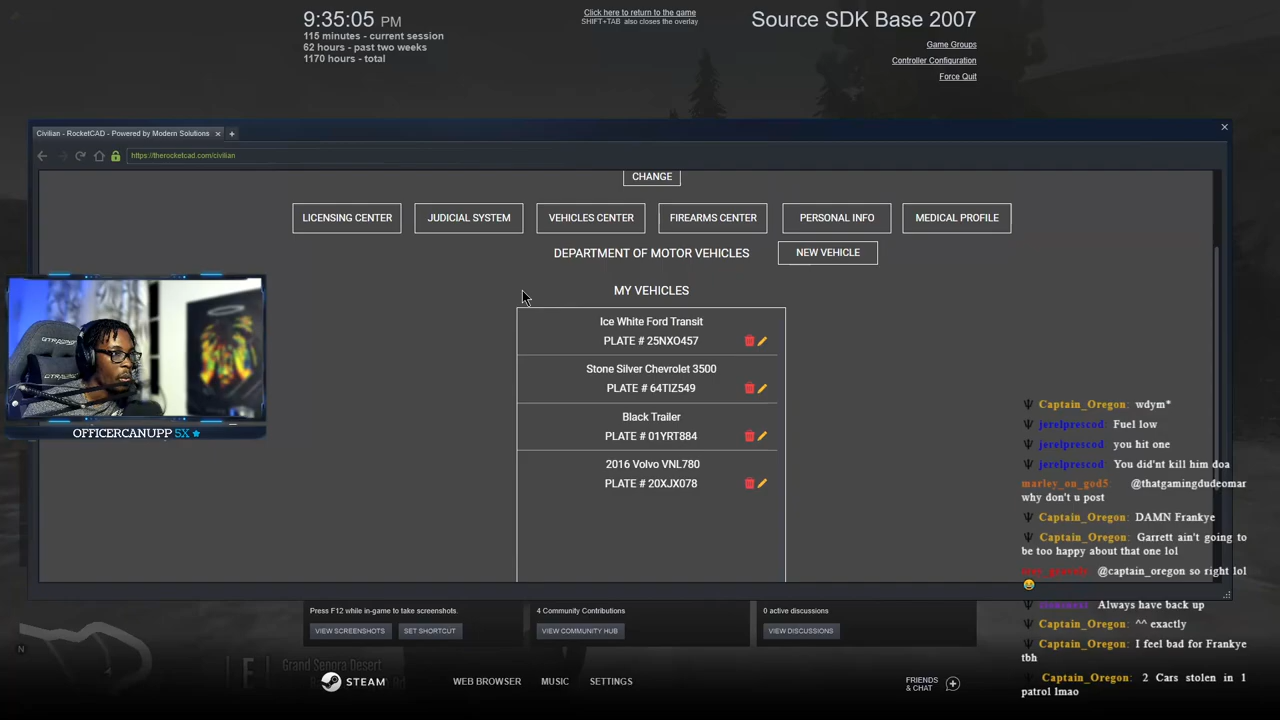 9:35:05 PM
115 minutes - current session
62 hours - past two weeks
1170 hours - total
Click here to return to the game
SHIFT+TAB also closes the overlay
Source SDK Base 2007
Game Groups
Controller Configuration
Force Quit
Civilian - RocketCAD - Powered by Modern Solutions
https://therocketcad.com/civilian
CHANGE
LICENSING CENTER
JUDICIAL SYSTEM
VEHICLES CENTER
FIREARMS CENTER
PERSONAL INFO
MEDICAL PROFILE
DEPARTMENT OF MOTOR VEHICLES
NEW VEHICLE
MY VEHICLES
Ice White Ford Transit
PLATE # 25NXO457
Stone Silver Chevrolet 3500
PLATE # 64TIZ549
Black Trailer
PLATE # 01YRT884
2016 Volvo VNL780
PLATE # 20XJX078
GTRACING
OFFICERCANUPP 5X
Captain_Oregon: wdym*
jerelprescod: Fuel low
jerelprescod: you hit one
jerelprescod: You did'nt kill him doa
marley_on_god5: @thatgamingdudeomar
why don't u post
Captain_Oregon: DAMN Frankye
Captain_Oregon: Garrett ain't going to
be too happy about that one lol
@captain_oregon so right lol
😂
Always have back up
Captain_Oregon: ^^ exactly
Captain_Oregon: I feel bad for Frankye
tbh
Captain_Oregon: 2 Cars stolen in 1
patrol lmao
Press F12 while in-game to take screenshots.
VIEW SCREENSHOTS
SET SHORTCUT
4 Community Contributions
VIEW COMMUNITY HUB
0 active discussions
VIEW DISCUSSIONS
N
E
Grand Senora Desert
STEAM
WEB BROWSER
MUSIC
SETTINGS
FRIENDS
& CHAT